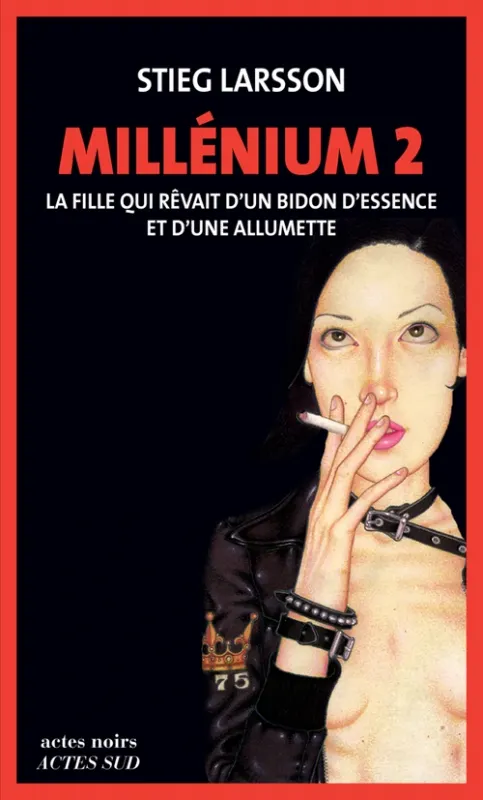 STIEG LARSSON
MILLÉNIUM 2
LA FILLE QUI RÊVAIT D'UN BIDON D'ESSENCE
ET D'UNE ALLUMETTE
75
actes noirs
ACTES SUD